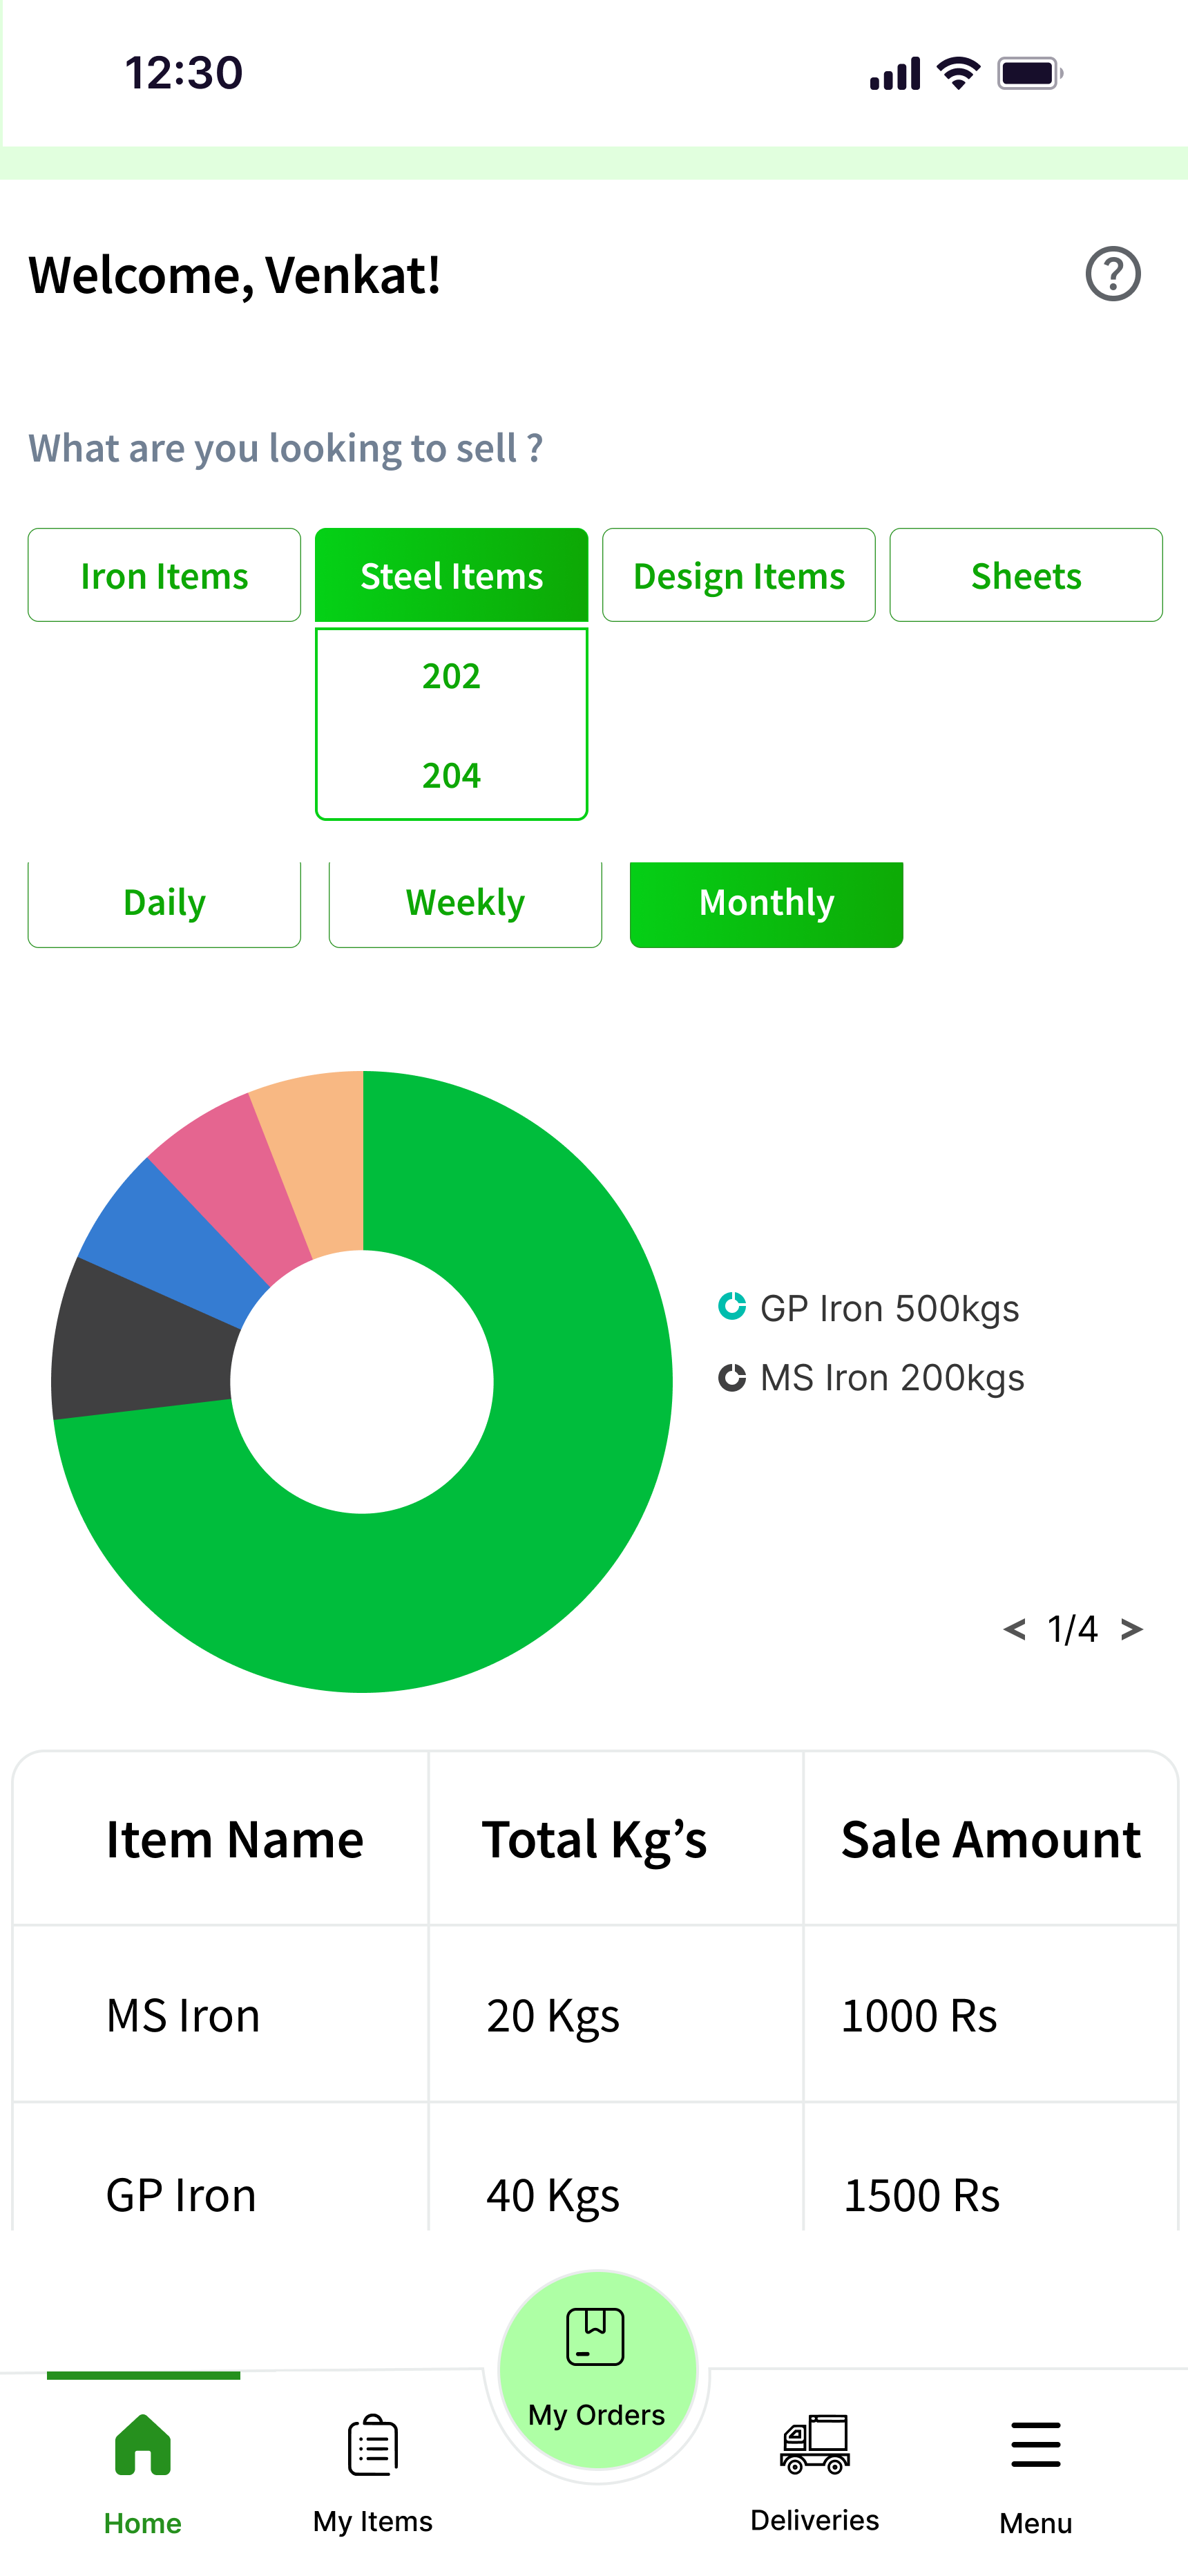 12:30
Welcome, Venkat!
What are you looking to sell ?
Iron Items
Steel Items
Design Items
Sheets
202
204
Daily
Weekly
Monthly
GP Iron 500kgs
MS Iron 200kgs
< 1/4 >
Item Name
Total Kg’s
Sale Amount
MS Iron
20 Kgs
1000 Rs
GP Iron
40 Kgs
1500 Rs
My Orders
Home
My Items
Deliveries
Menu